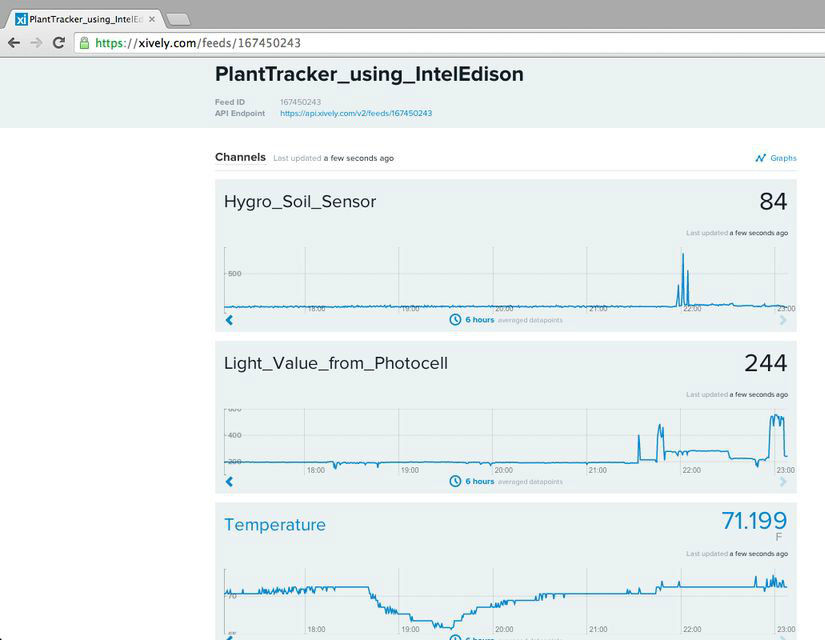 PlantTracker_using_IntelEd
https://xively.com/feeds/167450243
PlantTracker_using_IntelEdison
Feed ID 167450243
API Endpoint https://api.xively.com/v2/feeds/167450243
Channels Last updated a few seconds ago Graphs
Hygro_Soil_Sensor 84
Last updated a few seconds ago
500
18:00 19:00 20:00 21:00 22:00 23:00
6 hours averaged datapoints
Light_Value_from_Photocell 244
Last updated a few seconds ago
600
400
200
18:00 19:00 20:00 21:00 22:00 23:00
6 hours averaged datapoints
Temperature 71.199
F
Last updated a few seconds ago
70
18:00 19:00 20:00 21:00 22:00 23:00